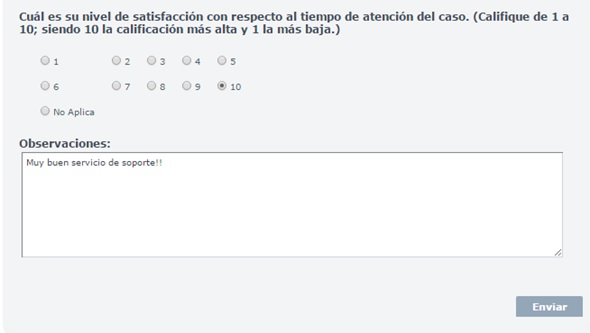 Cuál es su nivel de satisfacción con respecto al tiempo de atención del caso. (Califique de 1 a
10; siendo 10 la calificación más alta y 1 la más baja.)
1 2 3 4 5
6 7 8 9 10
No Aplica
Observaciones:
Muy buen servicio de soporte!!
Enviar